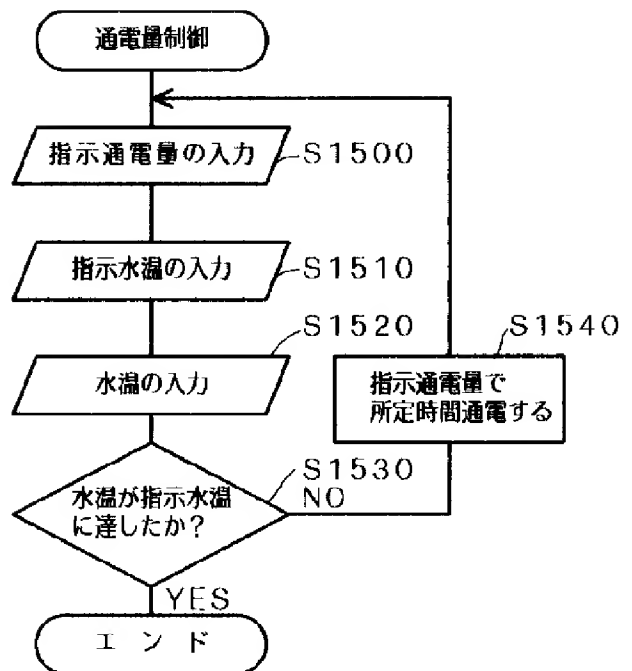 通電量制御
指示通電量の入力
S1500
指示水温の入力
S1510
S1520
水温の入力
S1540
指示通電量で
所定時間通電する
S1530
水温が指示水温
に達したか？
NO
YES
エンド